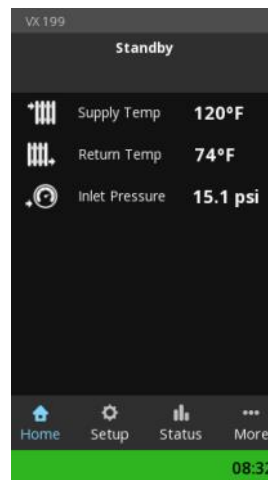 VX 199
Standby
Supply Temp 120°F
Return Temp 74°F
Inlet Pressure 15.1 psi
Home Setup Status More
08:32